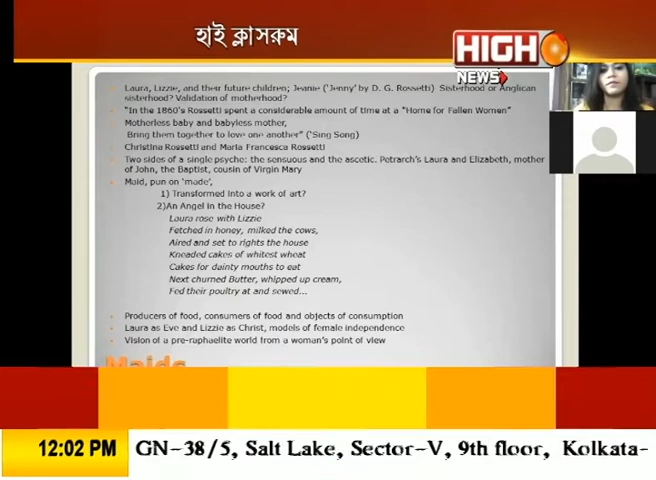 হাই ক্লাসরুম
HIGH
NEWS
Laura, Lizzie, and their future children; Jeanie ('Jenny' by D. G. Rossetti) Sisterhood or Anglican
sisterhood? Validation of motherhood?
"In the 1860's Rossetti spent a considerable amount of time at a "Home for Fallen Women"
Motherless baby and babyless mother,
Bring them together to love one another" ('Sing Song)
Christina Rossetti and Maria Francesca Rossetti
Two sides of a single psyche: the sensuous and the ascetic. Petrarch's Laura and Elizabeth, mother
of John, the Baptist, cousin of Virgin Mary
Maid, pun on 'made',
1) Transformed into a work of art?
2)An Angel in the House?
Laura rose with Lizzie
Fetched in honey, milked the cows,
Aired and set to rights the house
Kneaded cakes of whitest wheat
Cakes for dainty mouths to eat
Next churned Butter, whipped up cream,
Fed their poultry at and sewed...
Producers of food, consumers of food and objects of consumption
Laura as Eve and Lizzie as Christ, models of female independence
Vision of a pre-raphaelite world from a woman's point of view
Maids
12:02 PM GN-38/5, Salt Lake, Sector-V, 9th floor, Kolkata-